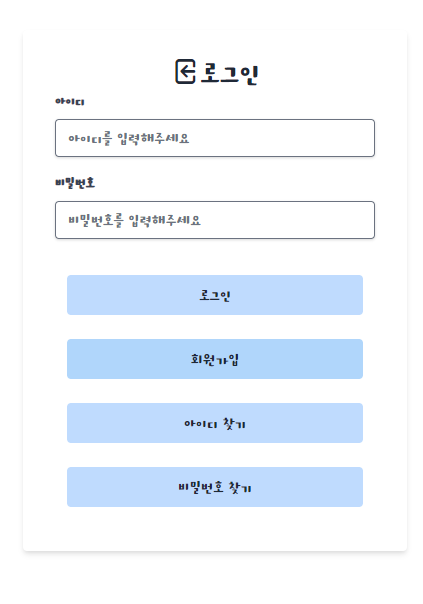 로그인
아이디
아이디를 입력해주세요
비밀번호
비밀번호를 입력해주세요
로그인
회원가입
아이디 찾기
비밀번호 찾기